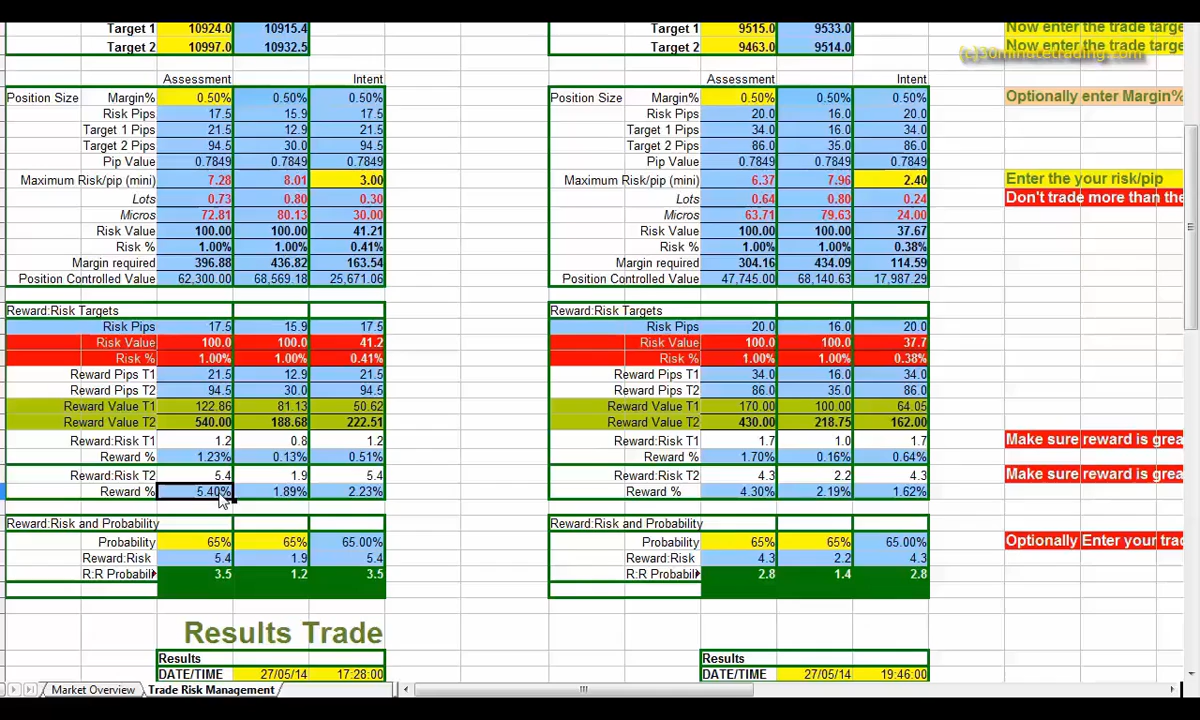 Target 1 10924.0 10915.4 9515.0 9533.0 Now enter the trade targe
Target 2 10997.0 10932.5 9463.0 9514.0 Now enter the trade targe
(c)30minutetrading.com
Assessment Intent Assessment Intent
Position Size Margin% 0.50% 0.50% 0.50% Position Size Margin% 0.50% 0.50% 0.50% Optionally enter Margin%
Risk Pips 17.5 15.9 17.5 Risk Pips 20.0 16.0 20.0
Target 1 Pips 21.5 12.9 21.5 Target 1 Pips 34.0 16.0 34.0
Target 2 Pips 94.5 30.0 94.5 Target 2 Pips 86.0 35.0 86.0
Pip Value 0.7849 0.7849 0.7849 Pip Value 0.7849 0.7849 0.7849
Maximum Risk/pip (mini) 7.28 8.01 3.00 Maximum Risk/pip (mini) 6.37 7.96 2.40 Enter the your risk/pip
Lots 0.73 0.80 0.30 Lots 0.64 0.80 0.24 Don't trade more than the
Micros 72.81 80.13 30.00 Micros 63.71 79.63 24.00
Risk Value 100.00 100.00 41.21 Risk Value 100.00 100.00 37.67
Risk % 1.00% 1.00% 0.41% Risk % 1.00% 1.00% 0.38%
Margin required 396.88 436.82 163.54 Margin required 304.16 434.09 114.59
Position Controlled Value 62,300.00 68,569.18 25,671.06 Position Controlled Value 47,745.00 68,140.63 17,987.29
Reward:Risk Targets Reward:Risk Targets
Risk Pips 17.5 15.9 17.5 Risk Pips 20.0 16.0 20.0
Risk Value 100.0 100.0 41.2 Risk Value 100.0 100.0 37.7
Risk % 1.00% 1.00% 0.41% Risk % 1.00% 1.00% 0.38%
Reward Pips T1 21.5 12.9 21.5 Reward Pips T1 34.0 16.0 34.0
Reward Pips T2 94.5 30.0 94.5 Reward Pips T2 86.0 35.0 86.0
Reward Value T1 122.86 81.13 50.62 Reward Value T1 170.00 100.00 64.05
Reward Value T2 540.00 188.68 222.51 Reward Value T2 430.00 218.75 162.00
Reward:Risk T1 1.2 0.8 1.2 Reward:Risk T1 1.7 1.0 1.7 Make sure reward is grea
Reward % 1.23% 0.13% 0.51% Reward % 1.70% 0.16% 0.64%
Reward:Risk T2 5.4 1.9 5.4 Reward:Risk T2 4.3 2.2 4.3 Make sure reward is grea
Reward % 5.40% 1.89% 2.23% Reward % 4.30% 2.19% 1.62%
Reward:Risk and Probability Reward:Risk and Probability
Probability 65% 65% 65.00% Probability 65% 65% 65.00% Optionally Enter your trad
Reward:Risk 5.4 1.9 5.4 Reward:Risk 4.3 2.2 4.3
R:R Probabil 3.5 1.2 3.5 R:R Probabil 2.8 1.4 2.8
Results Trade
Results Results
DATE/TIME 27/05/14 17:28:00 DATE/TIME 27/05/14 19:46:00
Market Overview Trade Risk Management